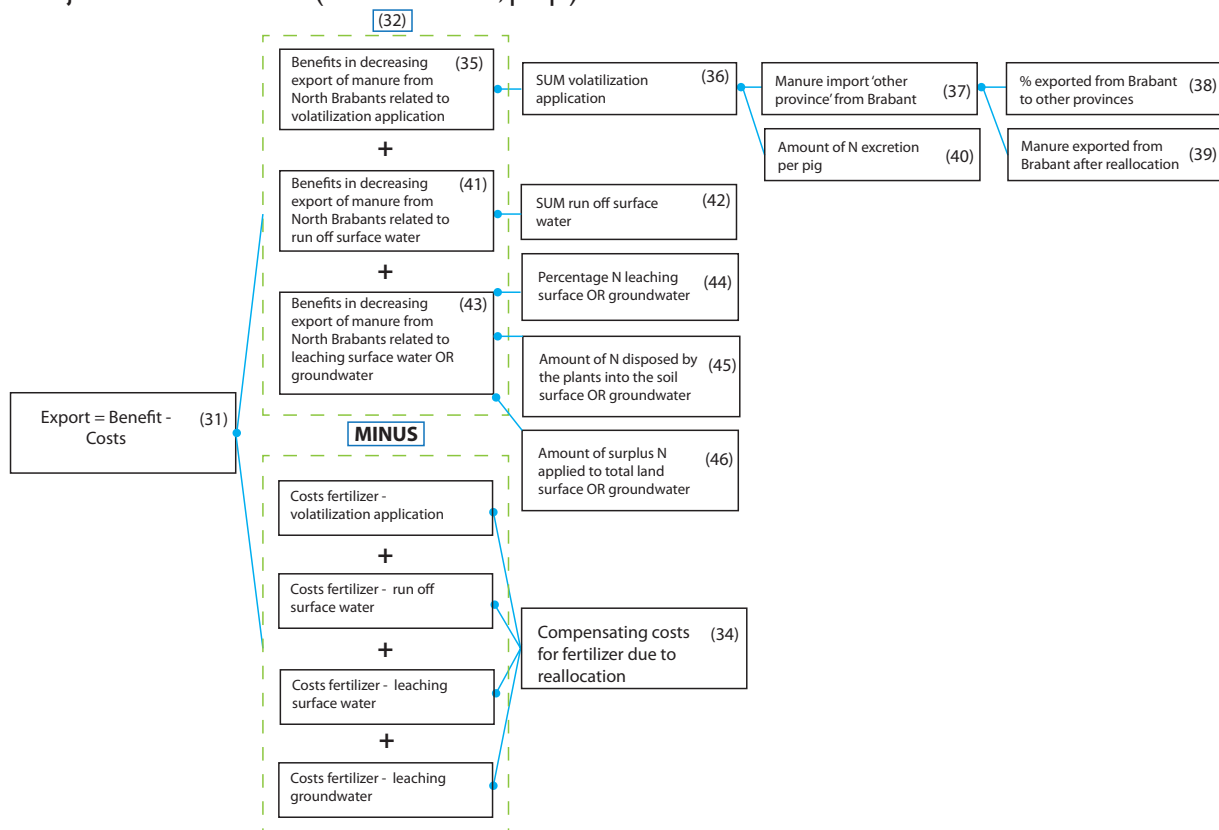 (32)
Benefits in decreasing (35)
export of manure from
North Brabants related to
volatilization application
SUM volatilization (36)
application
Manure import ‘other
province’ from Brabant (37)
% exported from Brabant (38)
to other provinces
+
Amount of N excretion
per pig (40)
Manure exported from
Brabant after reallocation (39)
Benefits in decreasing (41)
export of manure from
North Brabants related to
run off surface water
SUM run off surface (42)
water
+
Percentage N leaching
surface OR groundwater (44)
Benefits in decreasing (43)
export of manure from
North Brabants related to
leaching surface water OR
groundwater
Amount of N disposed by
the plants into the soil (45)
surface OR groundwater
Export = Benefit - (31)
Costs
MINUS
Amount of surplus N
applied to total land (46)
surface OR groundwater
Costs fertilizer -
volatilization application
+
Costs fertilizer - run off
surface water
+
Compensating costs (34)
for fertilizer due to
reallocation
Costs fertilizer - leaching
surface water
+
Costs fertilizer - leaching
groundwater